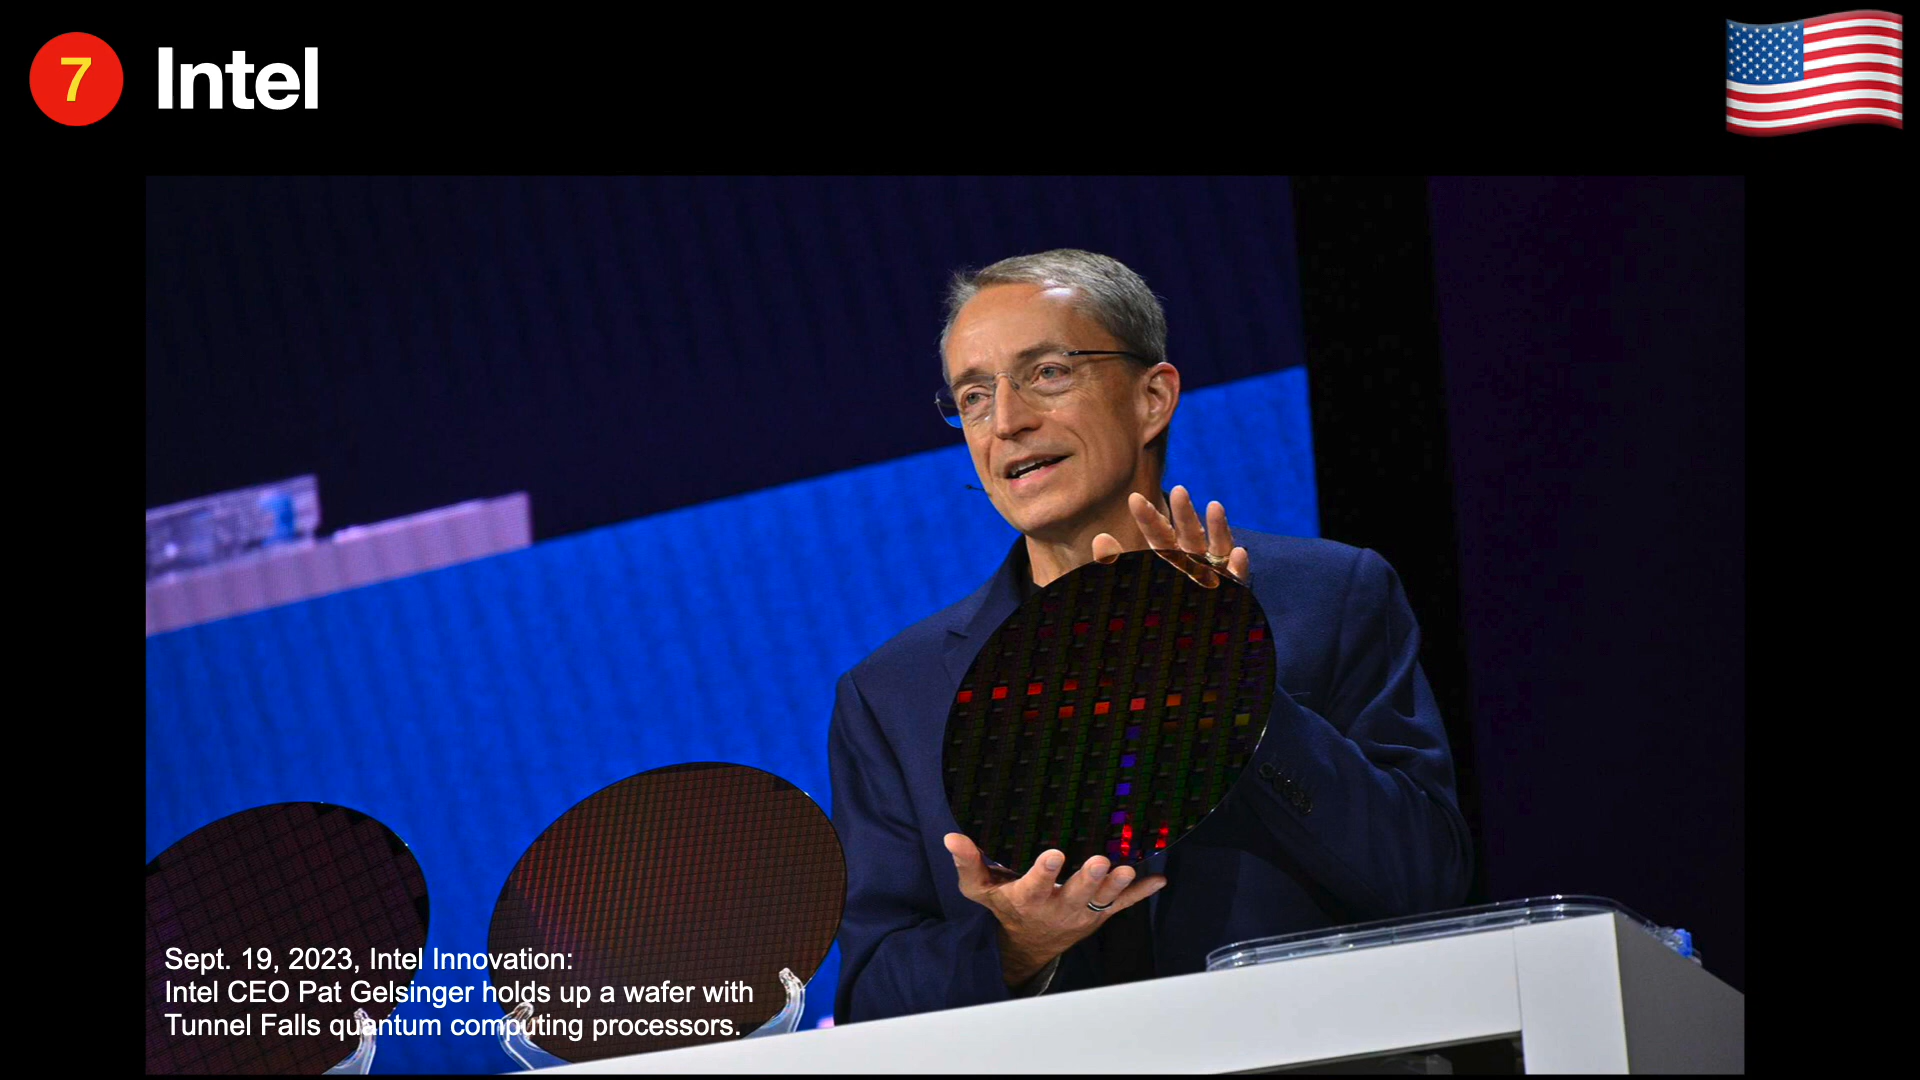 7 Intel
Sept. 19, 2023, Intel Innovation:
Intel CEO Pat Gelsinger holds up a wafer with
Tunnel Falls quantum computing processors.